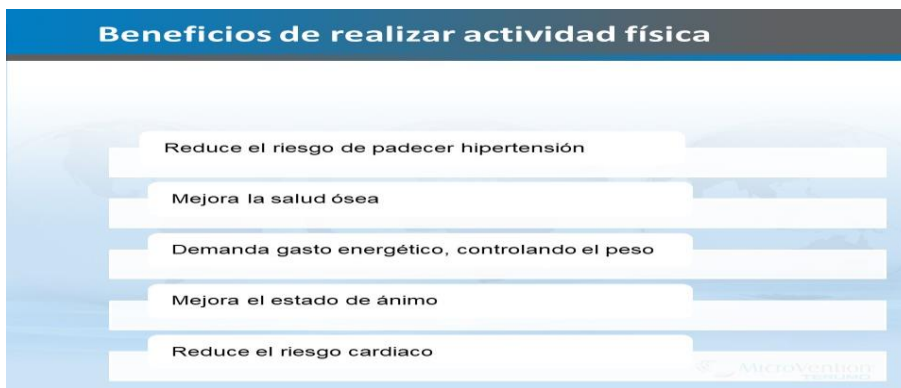 Beneficios de realizar actividad física
Reduce el riesgo de padecer hipertensión
Mejora la salud ósea
Demanda gasto energético, controlando el peso
Mejora el estado de ánimo
Reduce el riesgo cardiaco
MicroVention
TERUMO